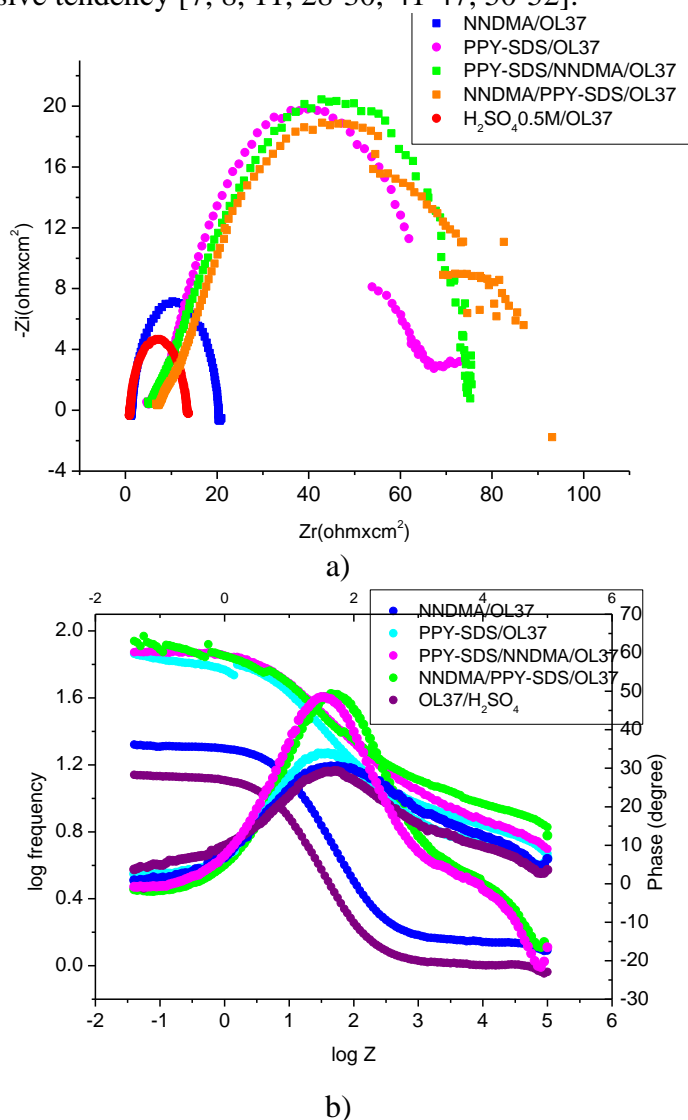 sive tendency [7, 8, 11, 28-30, 41-47, 50-52].
NNDMA/OL37
PPY-SDS/OL37
PPY-SDS/NNDMA/OL37
NNDMA/PPY-SDS/OL37
H2SO40.5M/OL37
20
16
12
8
4
0
-4
-Zi(ohmxcm2)
0 20 40 60 80 100
Zr(ohmxcm2)
a)
-2 0 2 4 6
NNDMA/OL37
PPY-SDS/OL37
PPY-SDS/NNDMA/OL37
NNDMA/PPY-SDS/OL37
OL37/H2SO4
2.0
1.6
1.2
0.8
0.4
0.0
log frequency
70
60
50
40
30
20
10
0
-10
-20
-30
Phase (degree)
-2 -1 0 1 2 3 4 5 6
log Z
b)